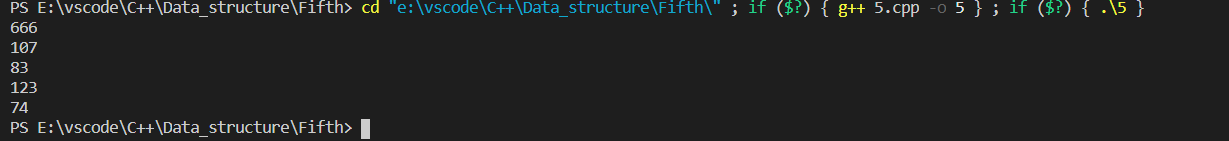 PS E:\vscode\C++\Data_structure\Fifth> cd "e:\vscode\C++\Data_structure\Fifth\" ; if ($?) { g++ 5.cpp -o 5 } ; if ($?) { .\5 }
666
107
83
123
74
PS E:\vscode\C++\Data_structure\Fifth>